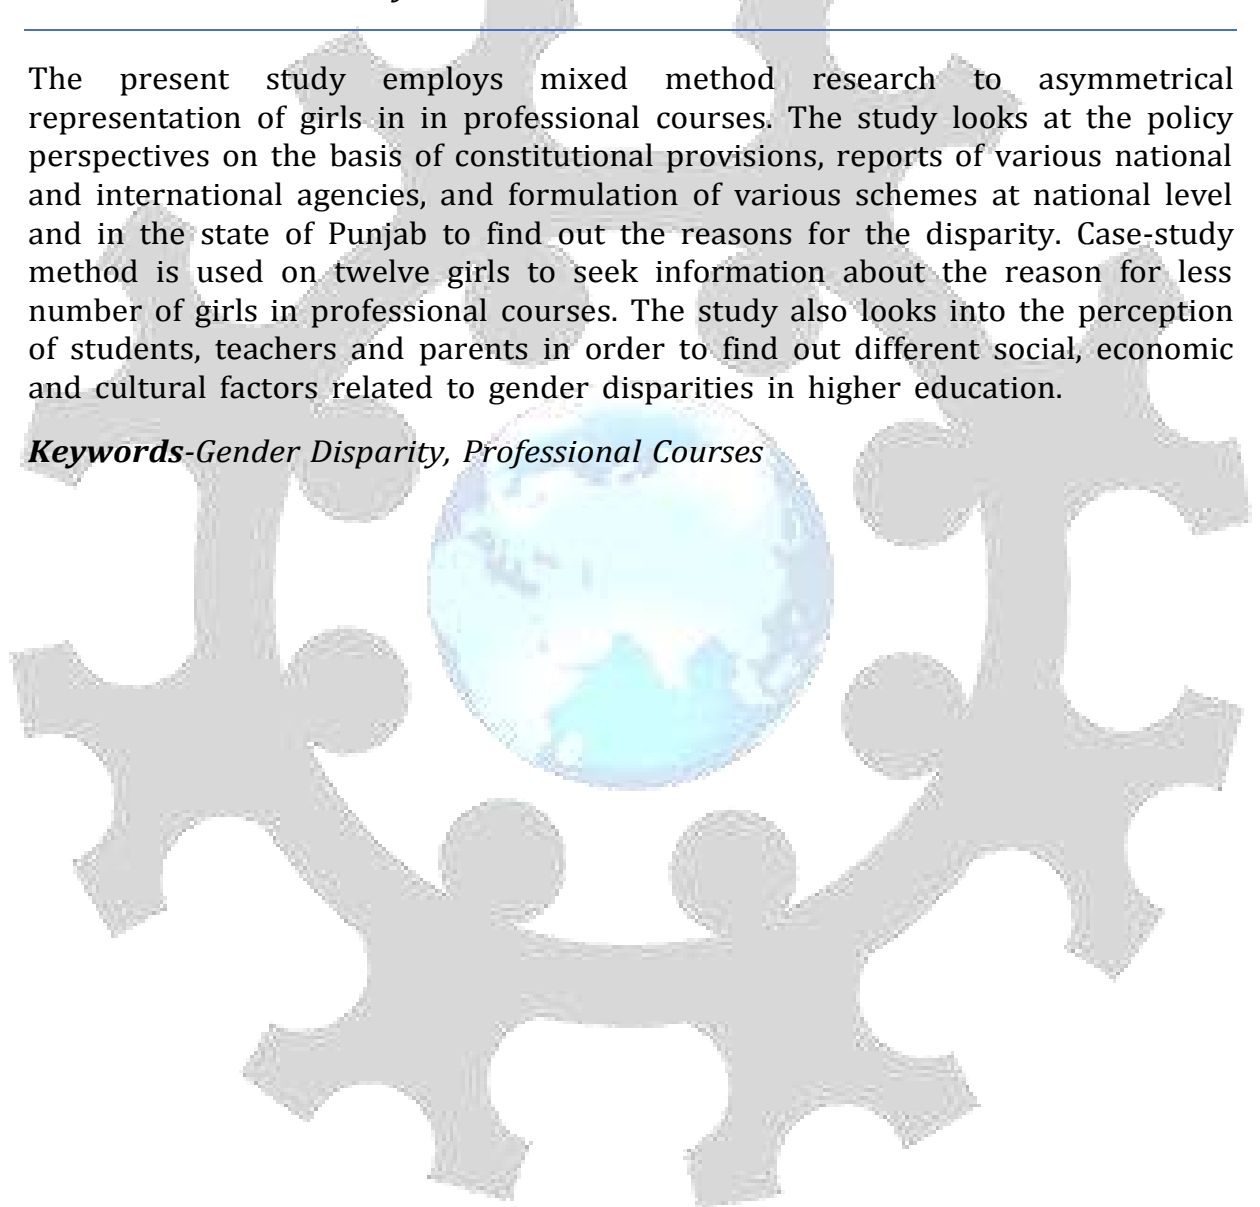 The present study employs mixed method research to asymmetrical
representation of girls in in professional courses. The study looks at the policy
perspectives on the basis of constitutional provisions, reports of various national
and international agencies, and formulation of various schemes at national level
and in the state of Punjab to find out the reasons for the disparity. Case-study
method is used on twelve girls to seek information about the reason for less
number of girls in professional courses. The study also looks into the perception
of students, teachers and parents in order to find out different social, economic
and cultural factors related to gender disparities in higher education.
Keywords-Gender Disparity, Professional Courses